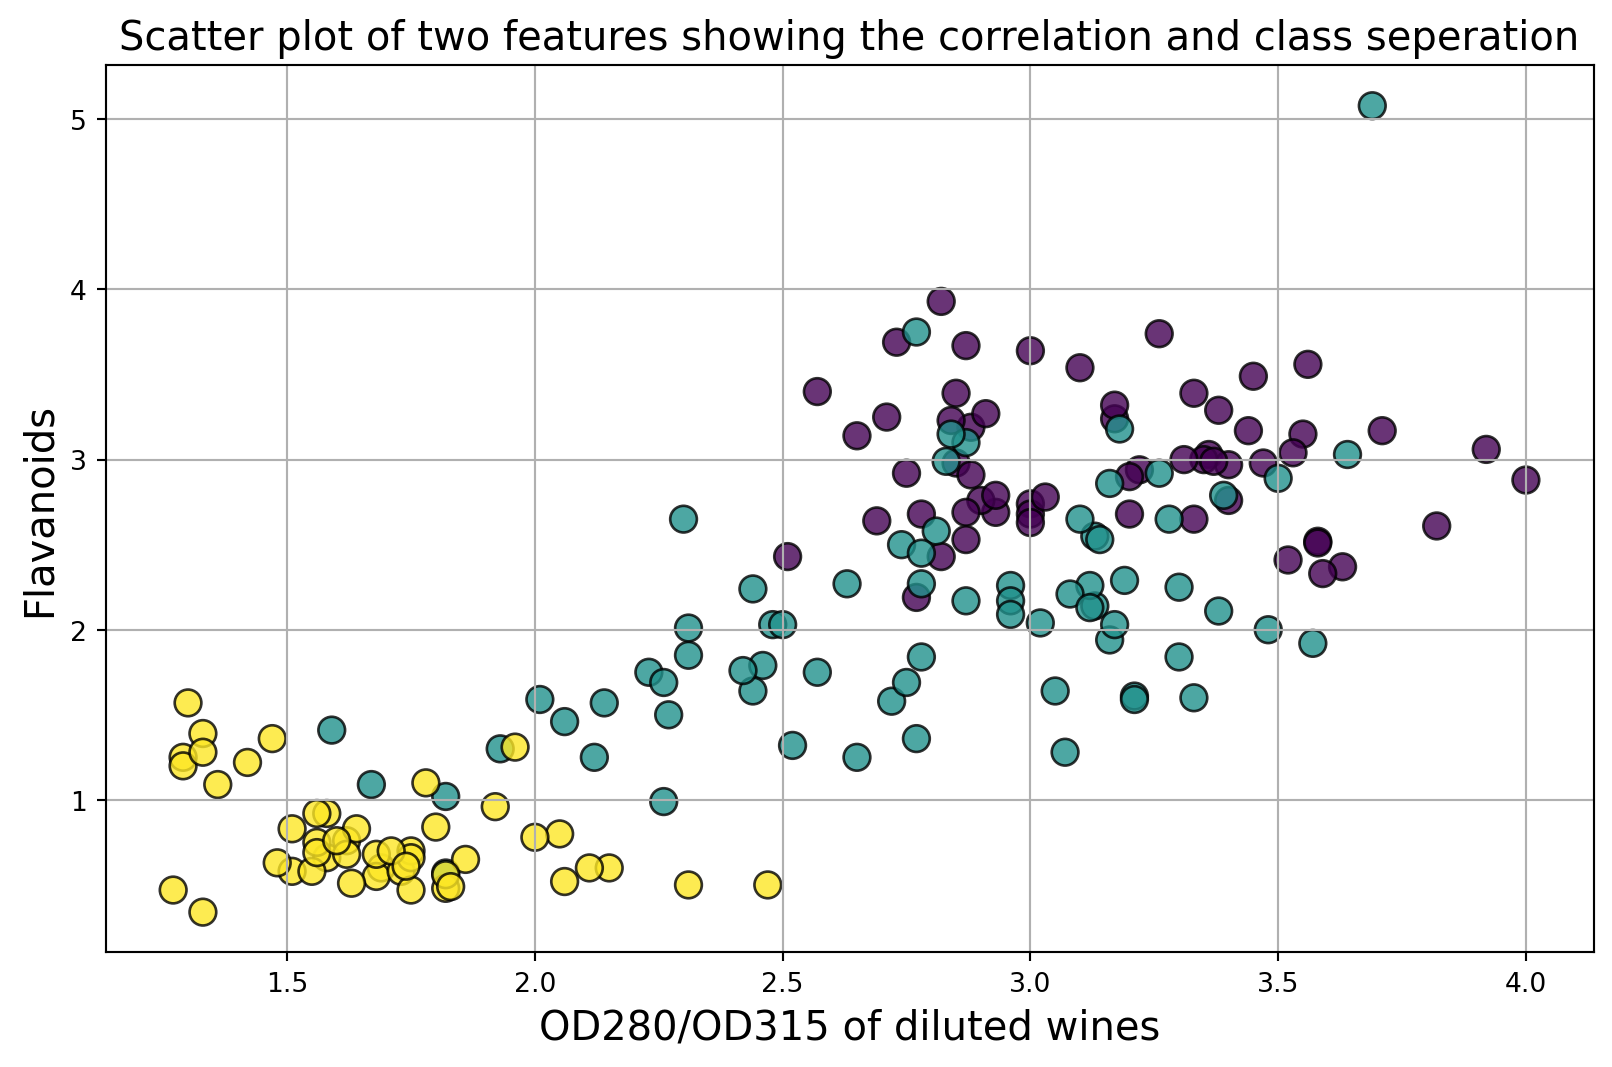 Scatter plot of two features showing the correlation and class seperation
5
4
3
2
1
Flavanoids
1.5 2.0 2.5 3.0 3.5 4.0
OD280/OD315 of diluted wines